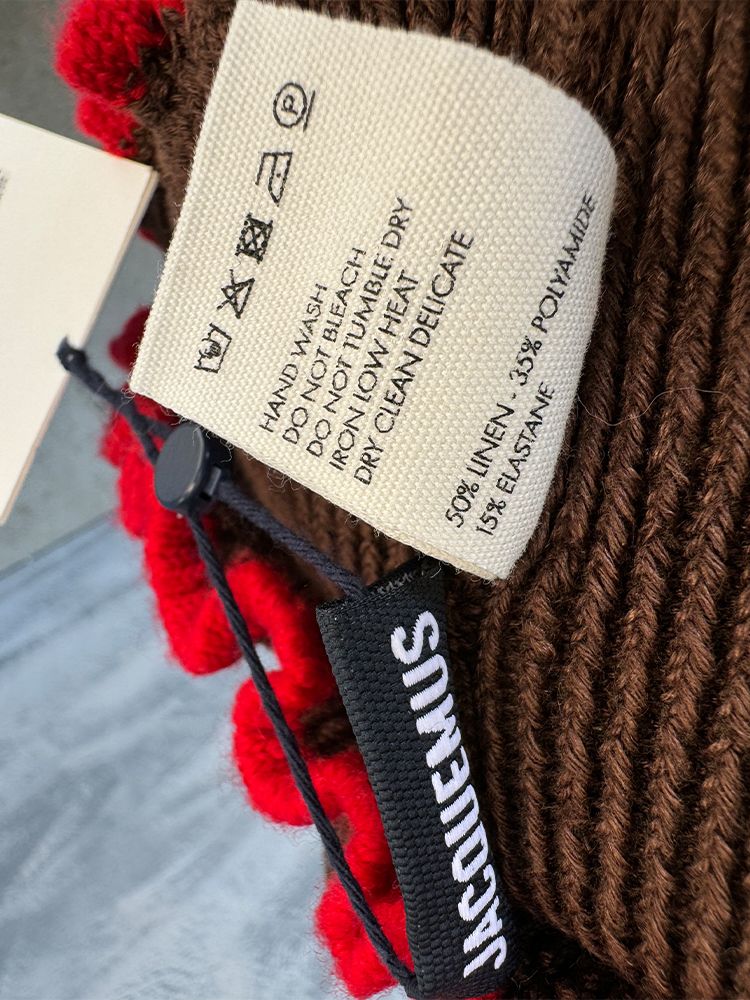 P
HAND WASH
DO NOT BLEACH
DO NOT TUMBLE DRY
IRON LOW HEAT
DRY CLEAN DELICATE
50% LINEN - 35% POLYAMIDE
15% ELASTANE
JACQUEMUS